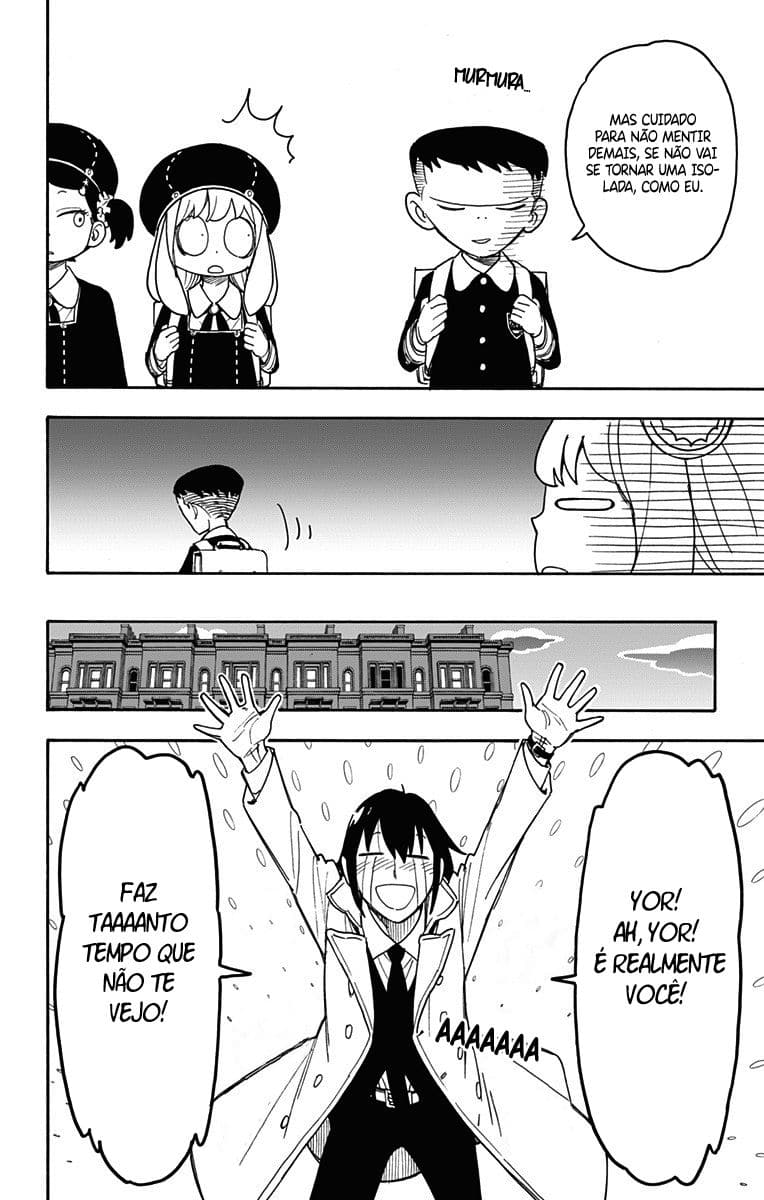 MAS CUIDADO
PARA NÃO MENTIR
DEMAIS, SE NÃO VAI
SE TORNAR UMA ISO-
LADA, COMO EU.
MURMURA...
YOR!
AH, YOR!
É REALMENTE
VOCÊ!
AAAAAAA
FAZ
TAAAANTO
TEMPO QUE
NÃO TE
VEJO!